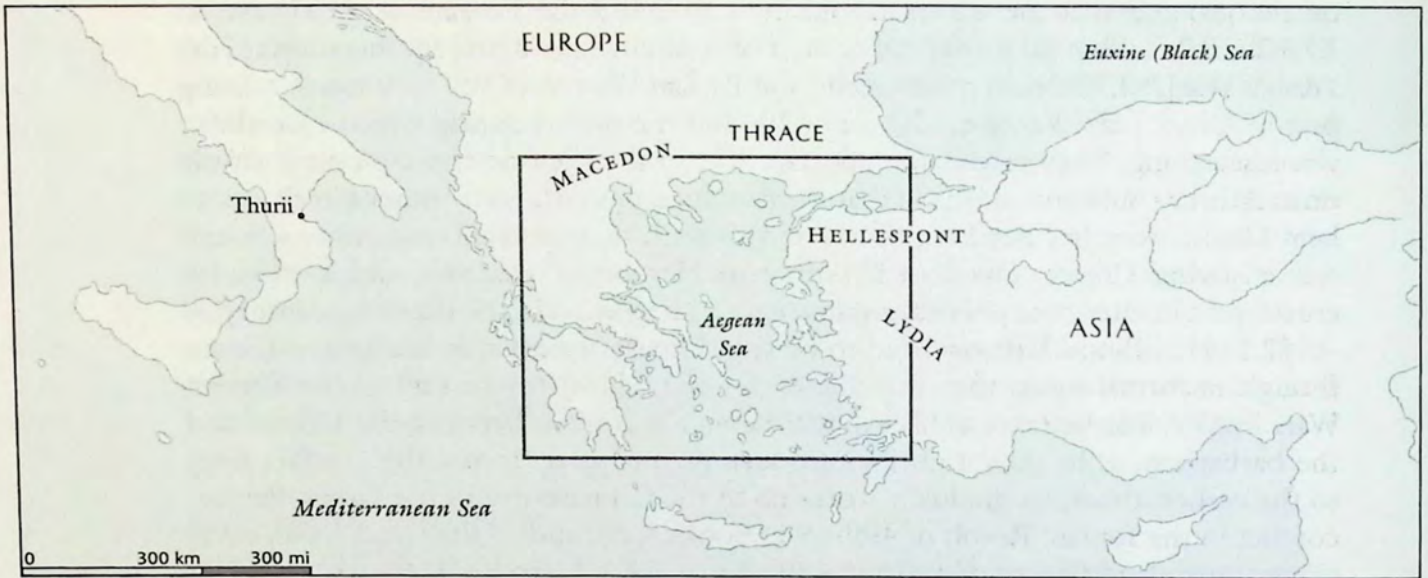 EUROPE
Euxine (Black) Sea
THRACE
MACEDON
Thurii
HELLESPONT
Aegean
Sea
LYDIA
ASIA
Mediterranean Sea
0 300 km 300 mi